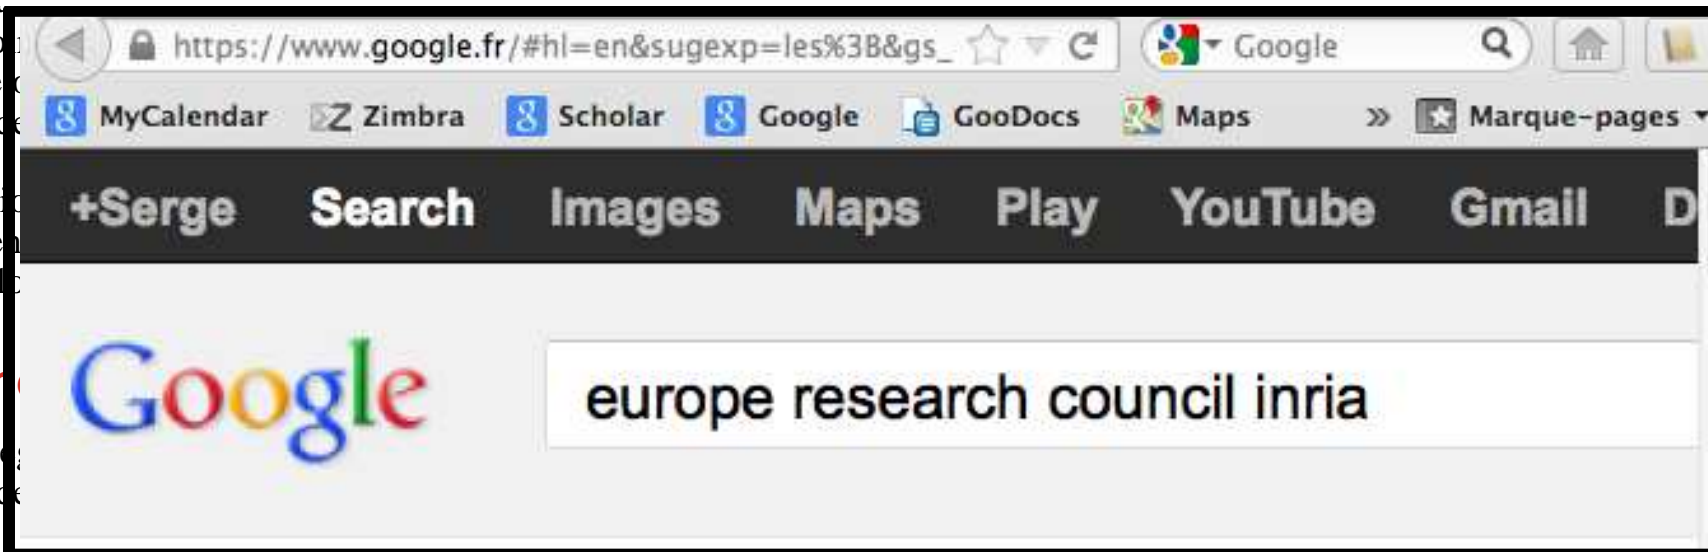 https://www.google.fr/#hl=en&sugexp=les%3B&gs_ Google
MyCalendar Zimbra Scholar Google GooDocs Maps » Marque-pages
+Serge Search Images Maps Play YouTube Gmail D
Google europe research council inria